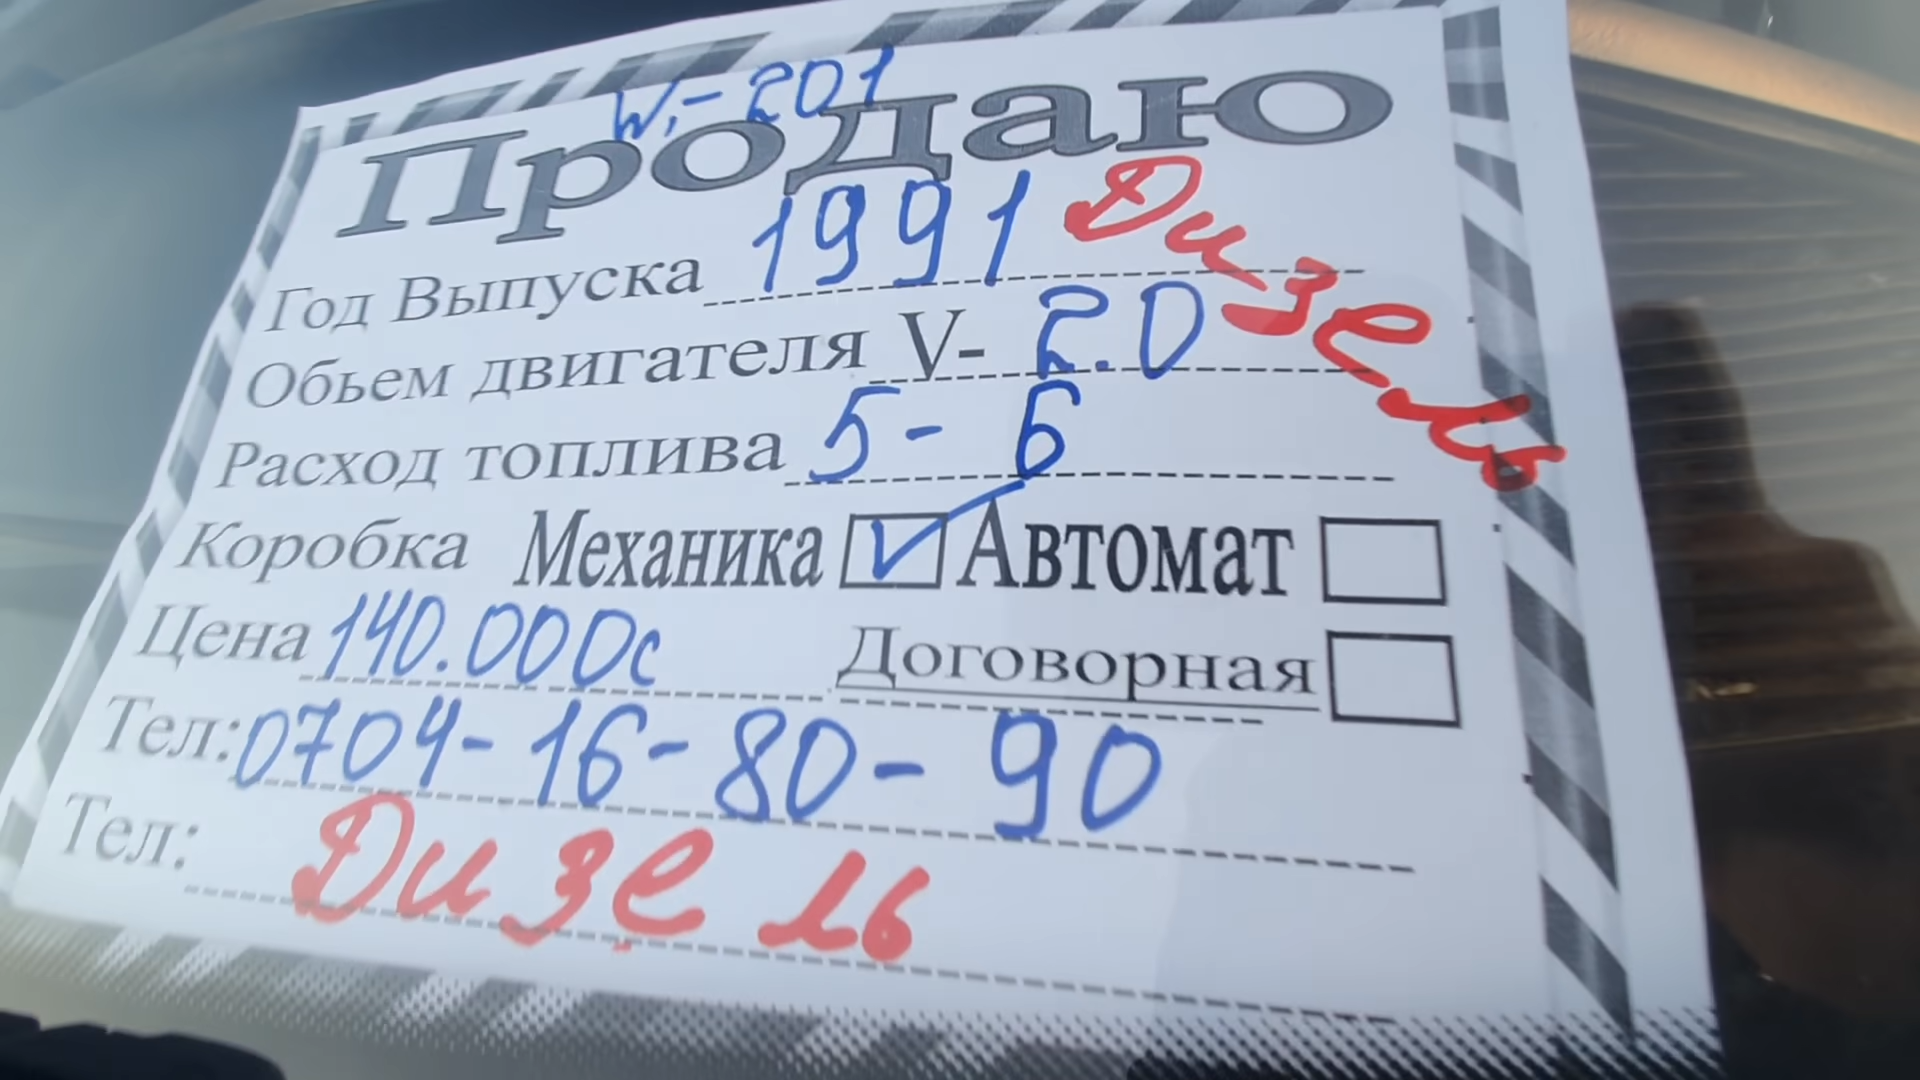 W-201
Продаю
Год Выпуска 1991 Дизель
Обьем двигателя V- 2.0
Расход топлива 5-6
Коробка Механика Автомат
Цена 140.000с Договорная
Тел: 0704-16-80-90
Тел: Дизель